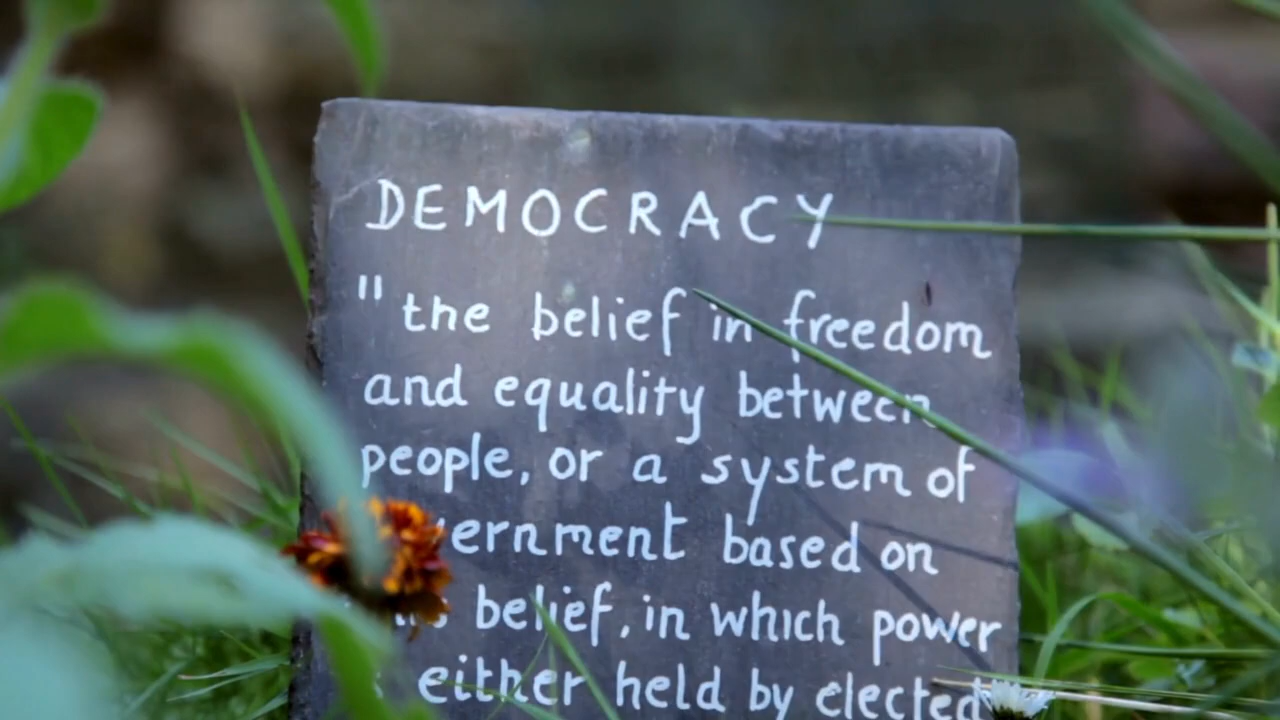 DEMOCRACY
"the belief in freedom
and equality between
people, or a system of
vernment based on
belief, in which power
either held by elected